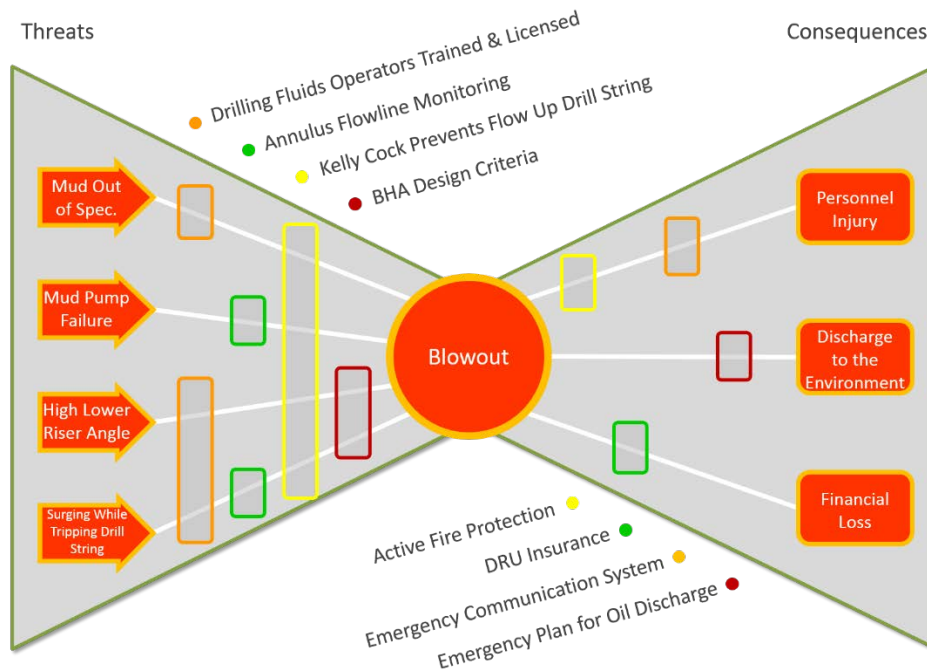 Threats
Consequences
Drilling Fluids Operators Trained & Licensed
Annulus Flowline Monitoring
Kelly Cock Prevents Flow Up Drill String
BHA Design Criteria
Mud Out
of Spec.
Mud Pump
Failure
High Lower
Riser Angle
Surging While
Tripping Drill
String
Blowout
Personnel
Injury
Discharge
to the
Environment
Financial
Loss
Active Fire Protection
DRU Insurance
Emergency Communication System
Emergency Plan for Oil Discharge